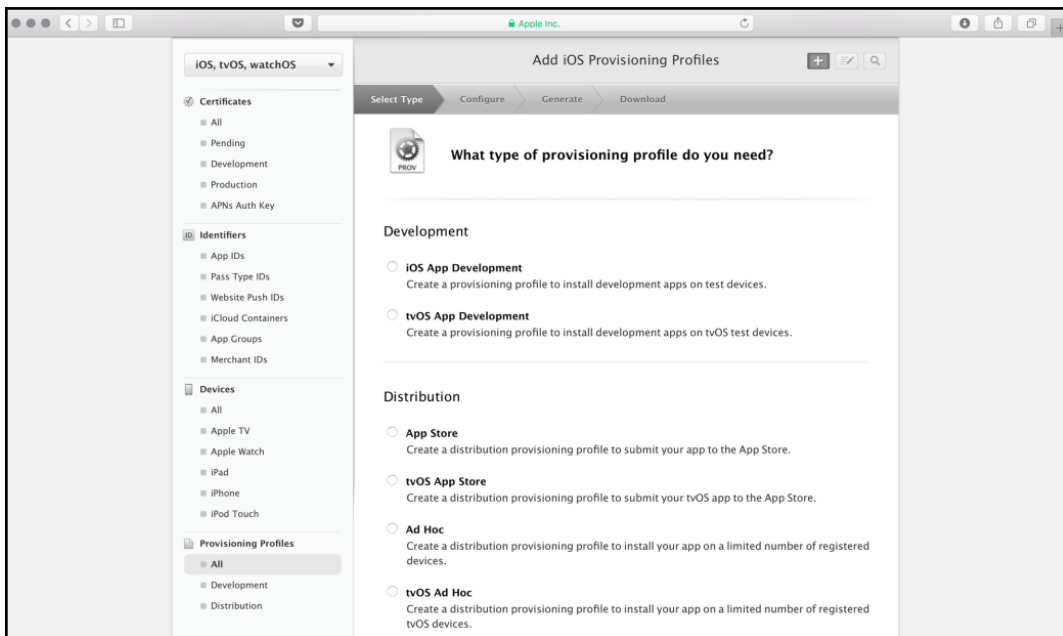 Apple Inc.
iOS, tvOS, watchOS
Certificates
All
Pending
Development
Production
APNs Auth Key
ID Identifiers
App IDs
Pass Type IDs
Website Push IDs
iCloud Containers
App Groups
Merchant IDs
Devices
All
Apple TV
Apple Watch
iPad
iPhone
iPod Touch
Provisioning Profiles
All
Development
Distribution
Add iOS Provisioning Profiles
Select Type Configure Generate Download
PROV
What type of provisioning profile do you need?
Development
iOS App Development
Create a provisioning profile to install development apps on test devices.
tvOS App Development
Create a provisioning profile to install development apps on tvOS test devices.
Distribution
App Store
Create a distribution provisioning profile to submit your app to the App Store.
tvOS App Store
Create a distribution provisioning profile to submit your tvOS app to the App Store.
Ad Hoc
Create a distribution provisioning profile to install your app on a limited number of registered
devices.
tvOS Ad Hoc
Create a distribution provisioning profile to install your app on a limited number of registered
tvOS devices.